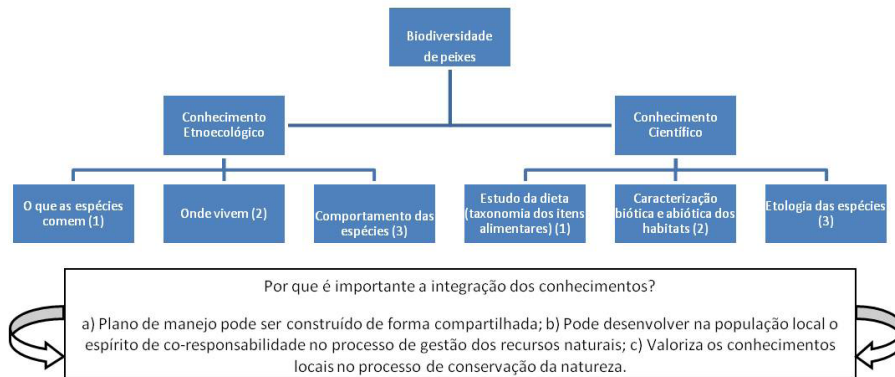 Biodiversidade
de peixes
Conhecimento
Etnoecológico
Conhecimento
Científico
O que as espécies
comem (1)
Onde vivem (2)
Comportamento das
espécies (3)
Estudo da dieta
(taxonomia dos itens
alimentares) (1)
Caracterização
biótica e abiótica dos
habitats (2)
Etologia das espécies
(3)
Por que é importante a integração dos conhecimentos?
a) Plano de manejo pode ser construído de forma compartilhada; b) Pode desenvolver na população local o
espírito de co-responsabilidade no processo de gestão dos recursos naturais; c) Valoriza os conhecimentos
locais no processo de conservação da natureza.